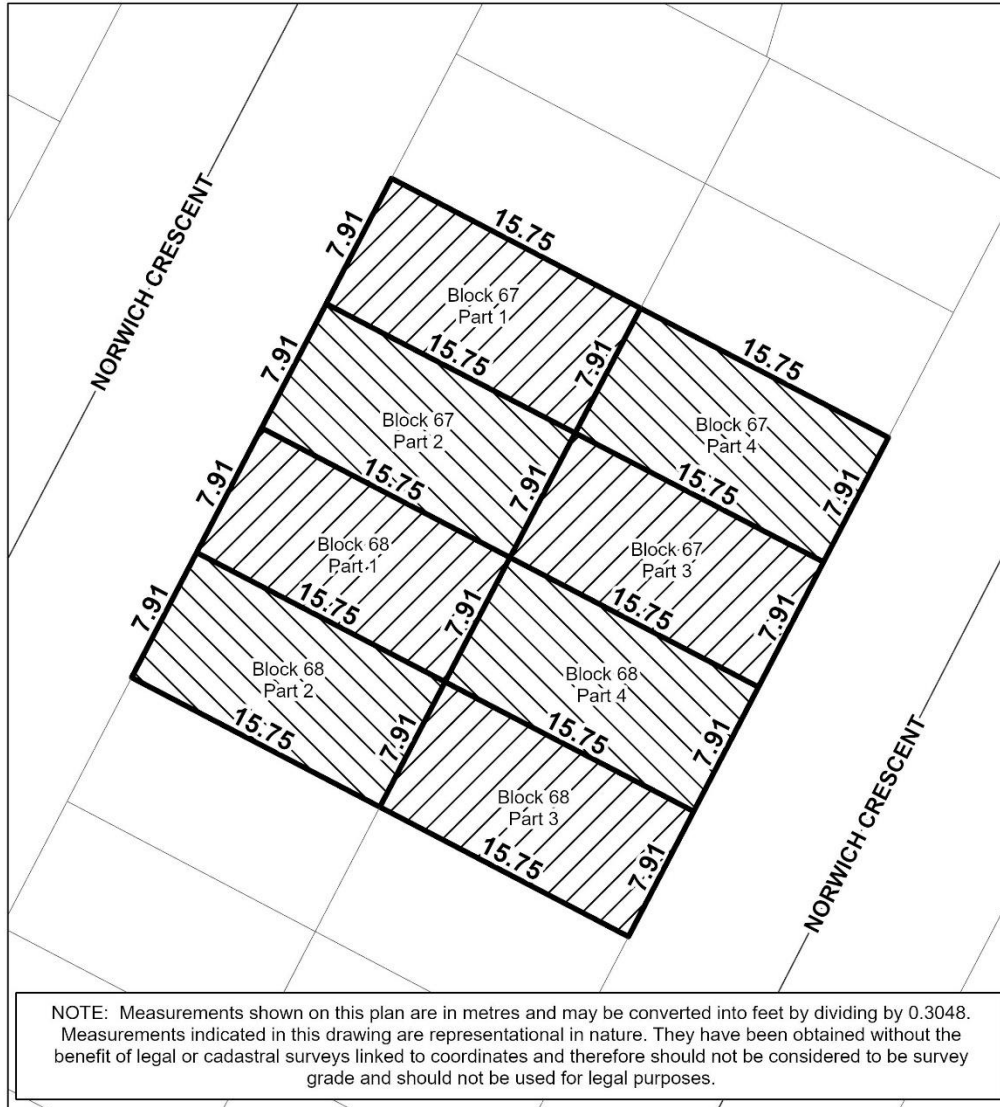 NORWICH CRESCENT
7.91
15.75
Block 67
Part 1
7.91
15.75
7.91
15.75
Block 67
Part 2
Block 67
Part 4
7.91
15.75
7.91
15.75
7.91
Block 68
Part 1
Block 67
Part 3
7.91
15.75
7.91
15.75
7.91
Block 68
Part 2
Block 68
Part 4
15.75
7.91
15.75
7.91
Block 68
Part 3
15.75
7.91
NORWICH CRESCENT
NOTE: Measurements shown on this plan are in metres and may be converted into feet by dividing by 0.3048.
Measurements indicated in this drawing are representational in nature. They have been obtained without the
benefit of legal or cadastral surveys linked to coordinates and therefore should not be considered to be survey
grade and should not be used for legal purposes.